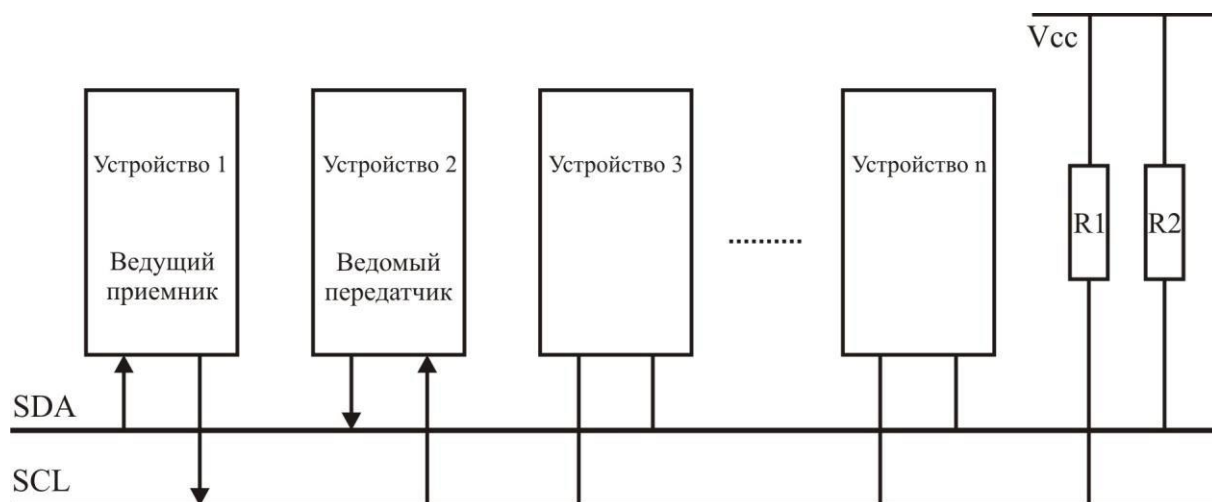 Vcc
Устройство 1
Ведущий
приемник
Устройство 2
Ведомый
передатчик
Устройство 3
Устройство n
R1
R2
SDA
SCL